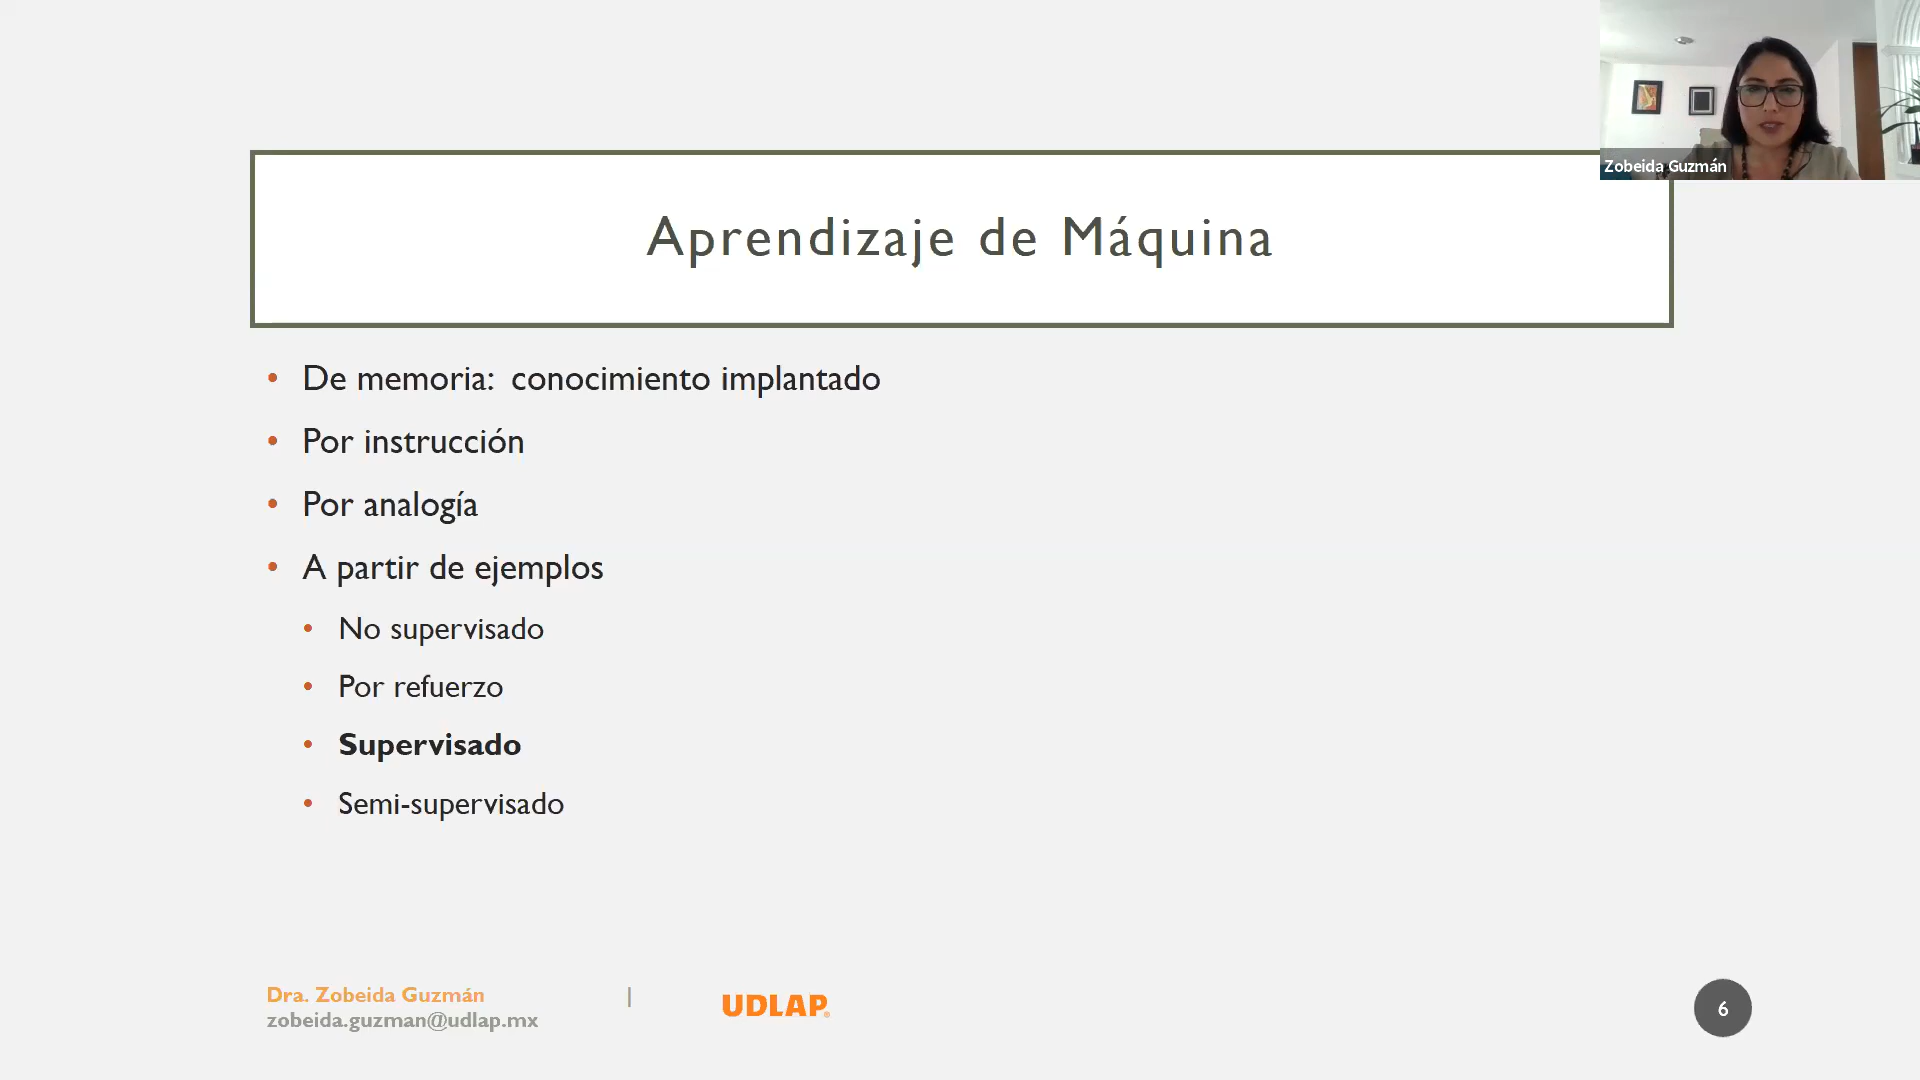 Zobeida Guzmán
Aprendizaje de Máquina
• De memoria: conocimiento implantado
• Por instrucción
• Por analogía
• A partir de ejemplos
• No supervisado
• Por refuerzo
• Supervisado
• Semi-supervisado
Dra. Zobeida Guzmán |
zobeida.guzman@udlap.mx
UDLAP®
6